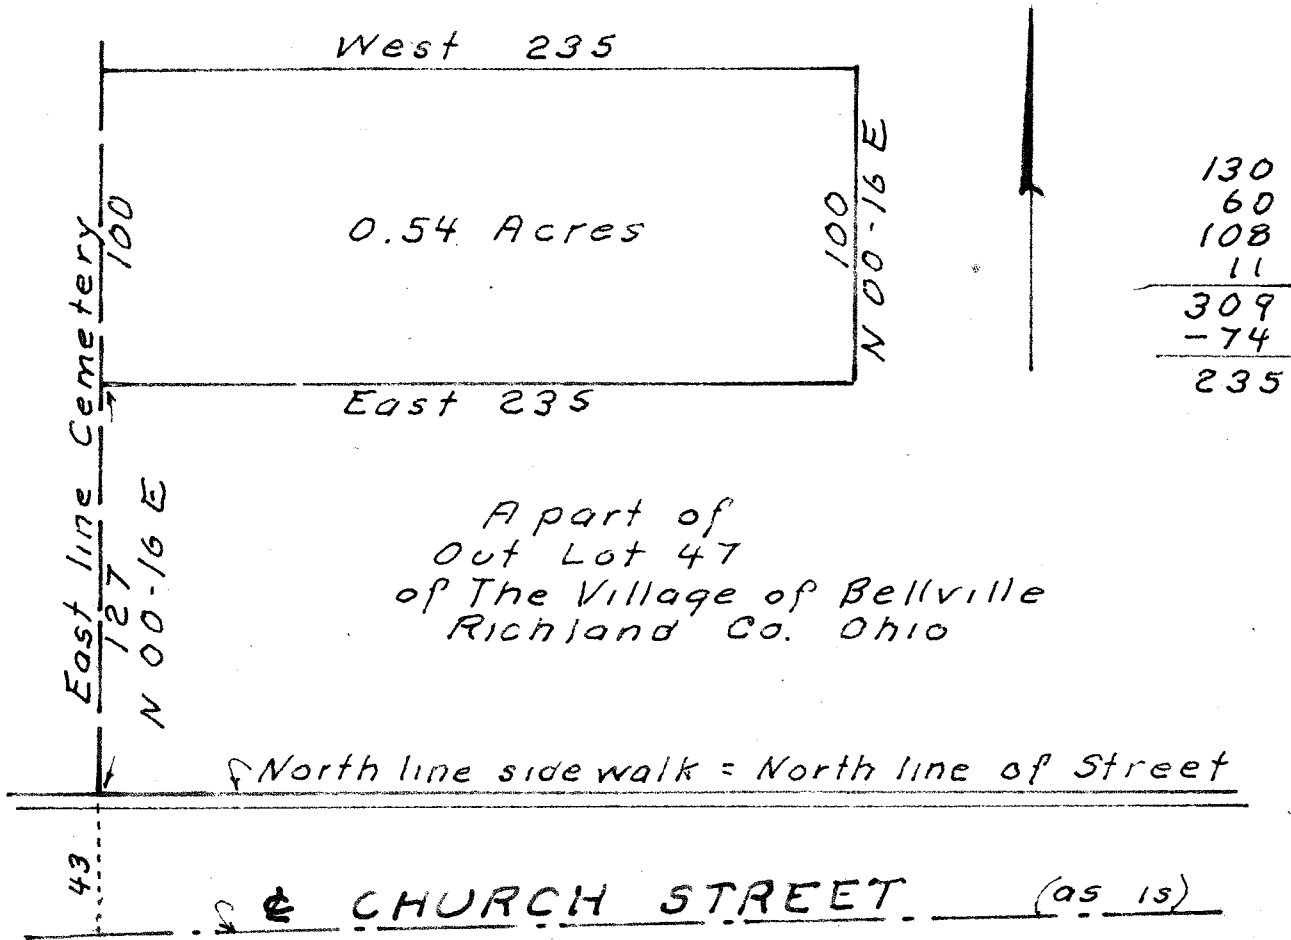 West 235
130
60
108
11
309
-74
235
100
0.54 Acres
100
N 00-16 E
East line Cemetery
East 235
127
N 00-16 E
A part of
Out Lot 47
of The Village of Bellville
Richland Co. Ohio
North line sidewalk = North line of Street
43
℄ CHURCH STREET (as is)